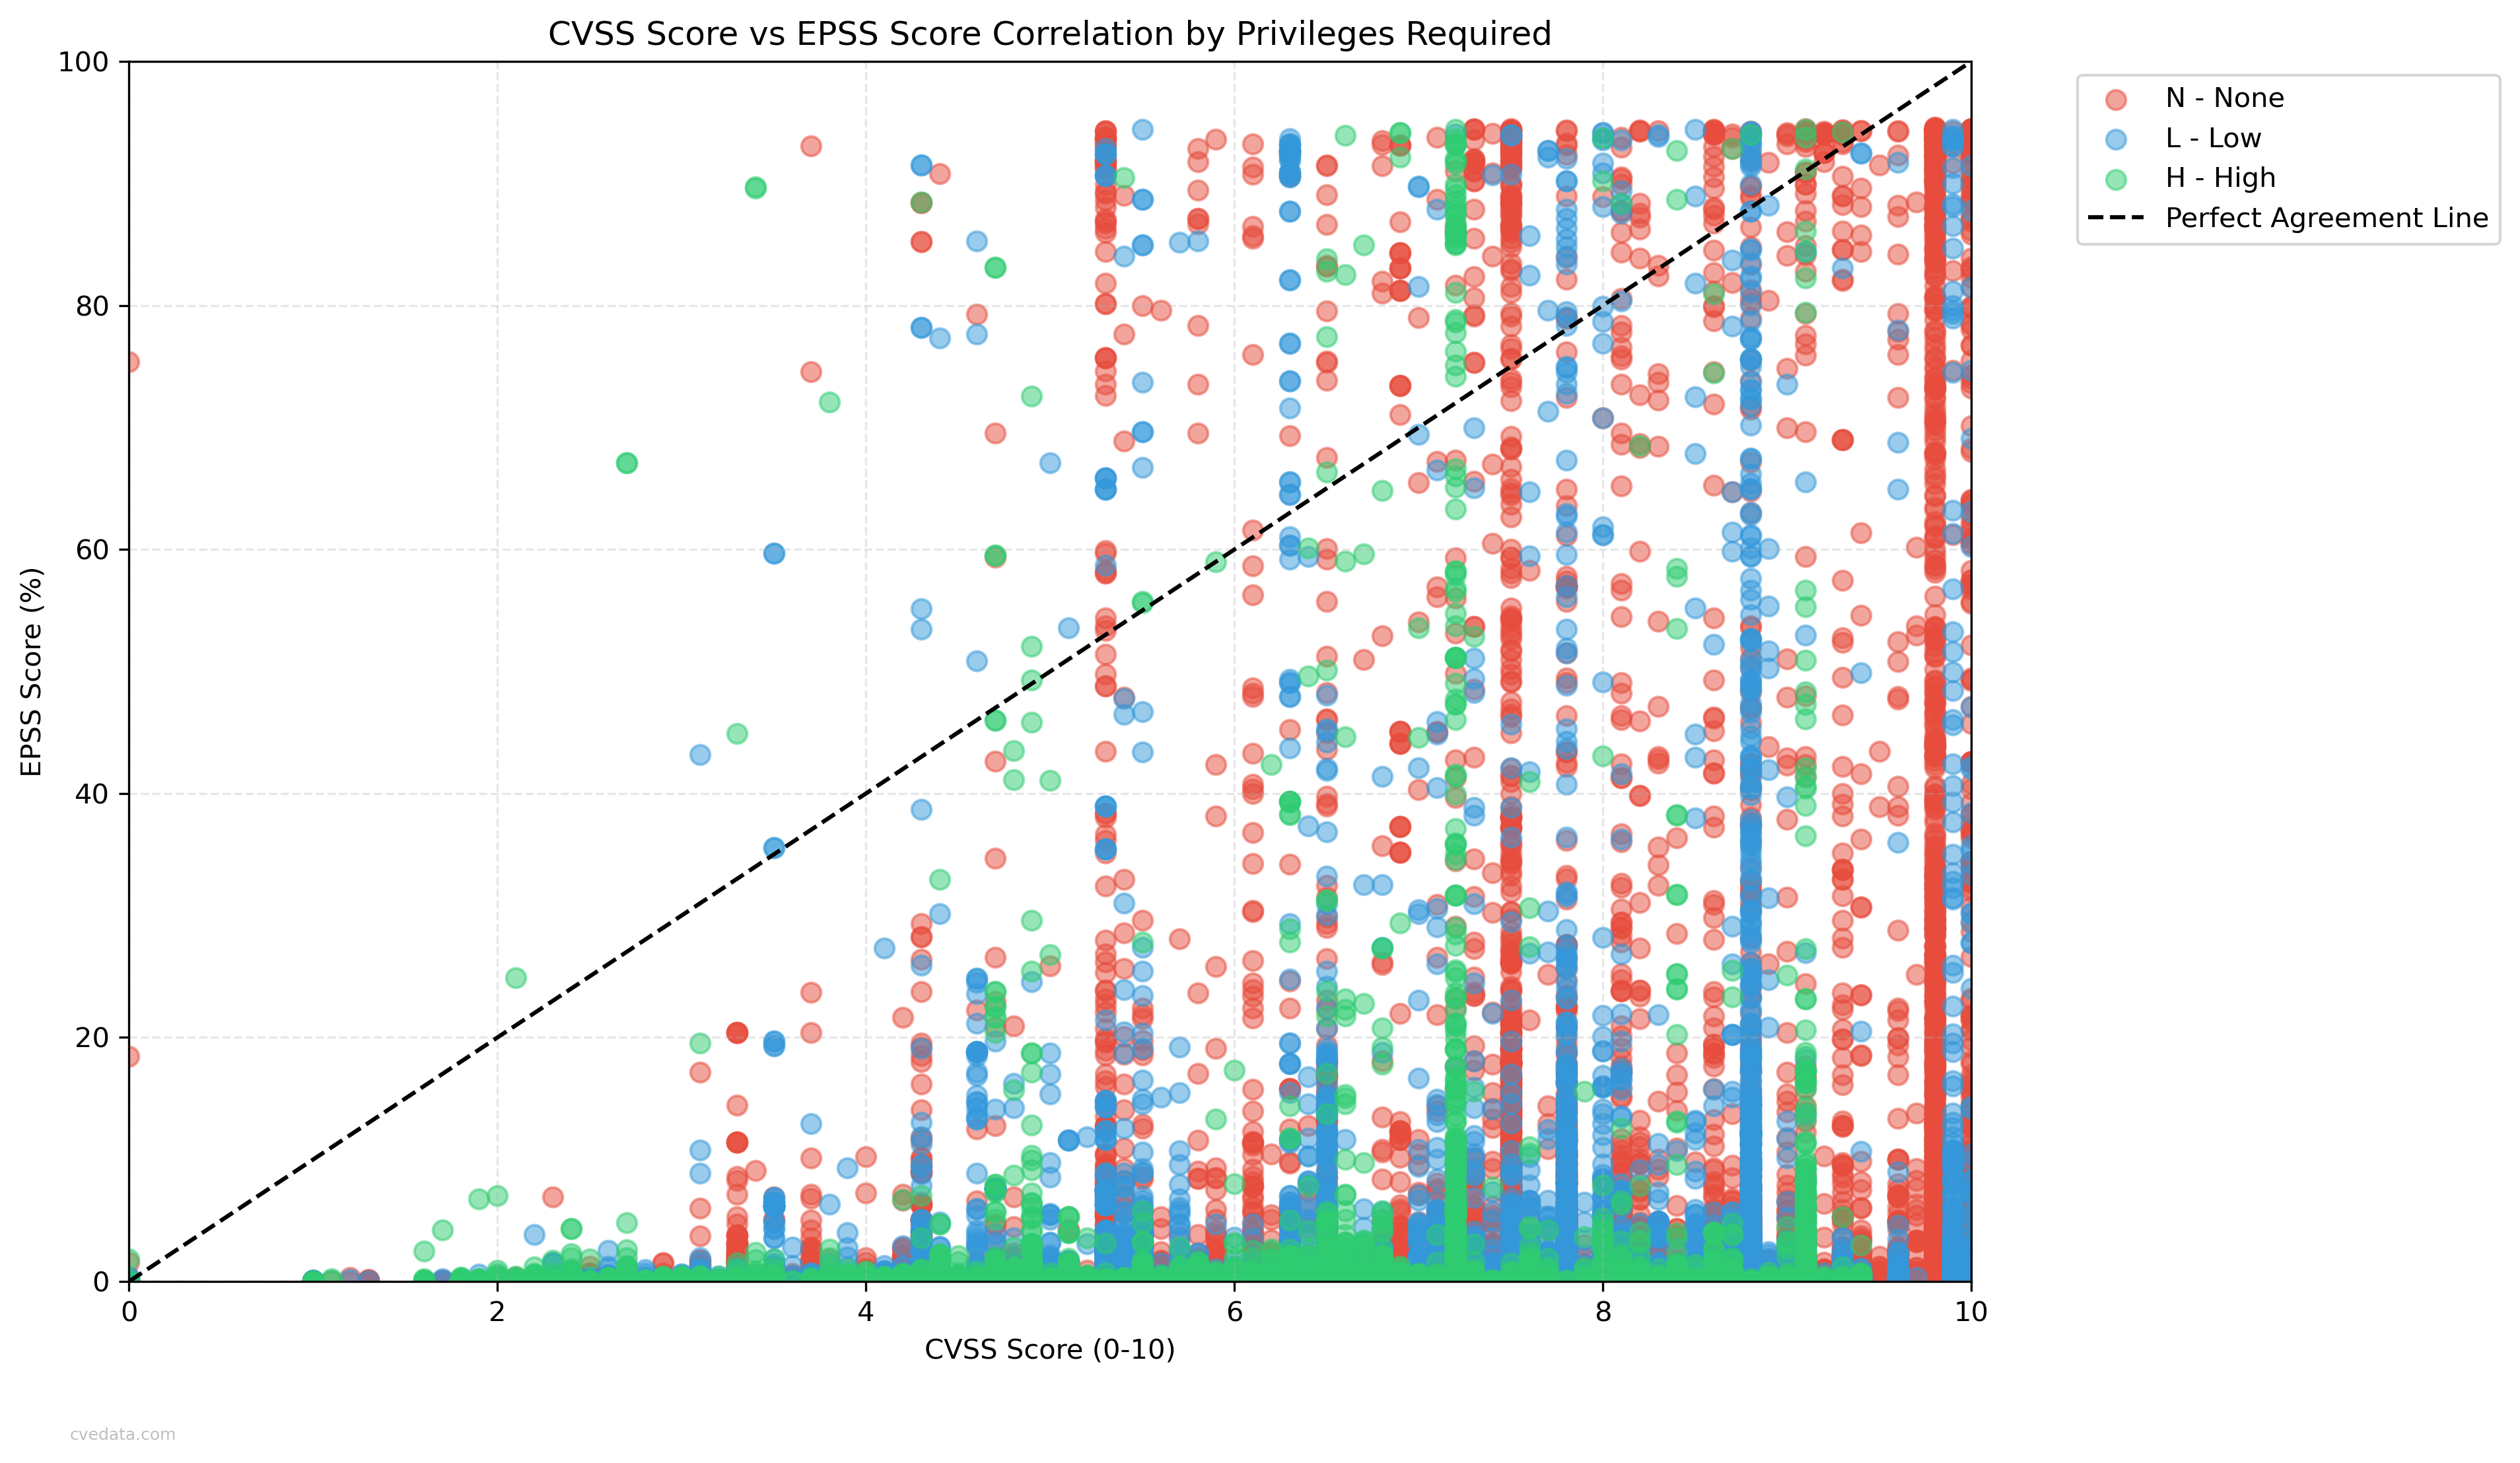 CVSS Score vs EPSS Score Correlation by Privileges Required
100
80
60
40
20
0
EPSS Score (%)
0
2
4
6
8
10
CVSS Score (0-10)
N - None
L - Low
H - High
Perfect Agreement Line
cvedata.com